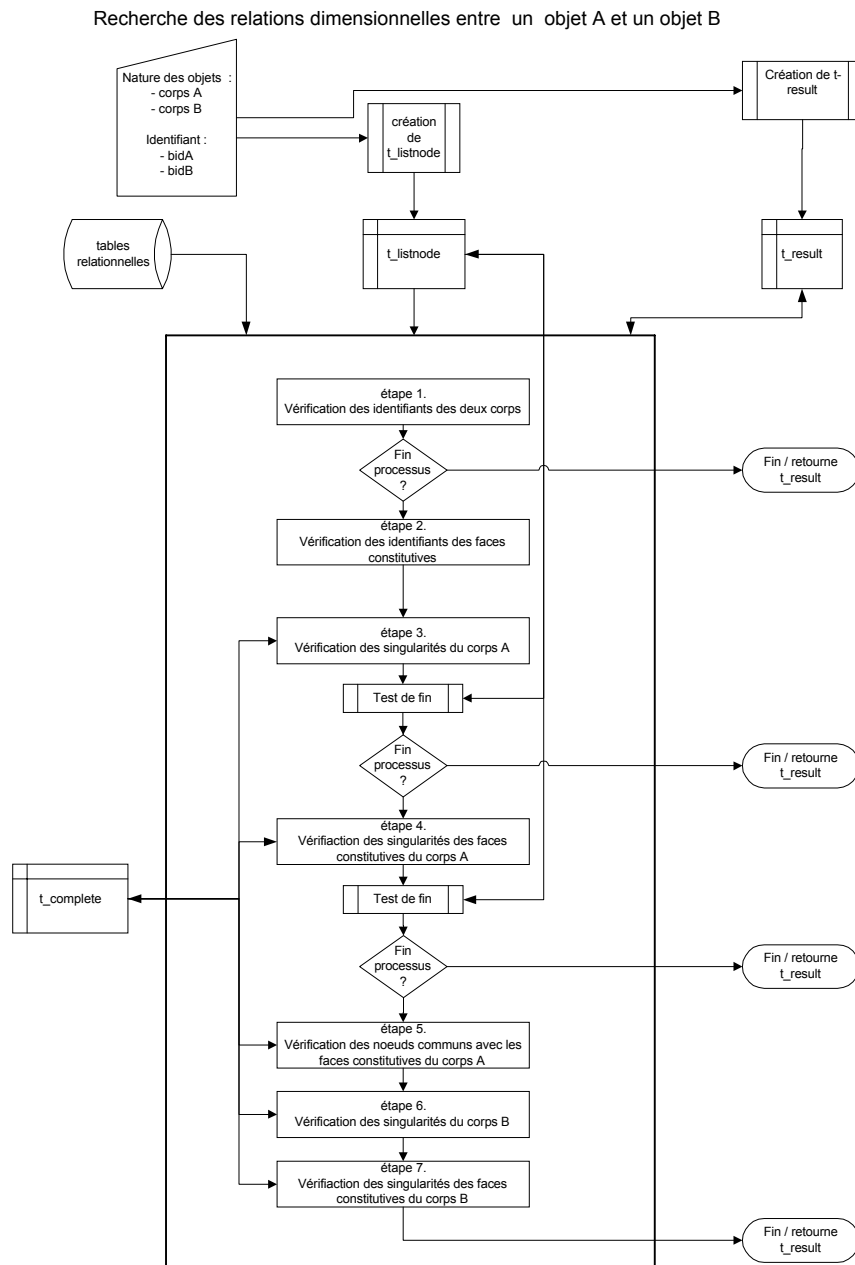 Recherche des relations dimensionnelles entre un objet A et un objet B
Nature des objets :
- corps A
- corps B
Identifiant :
- bidA
- bidB
création
de
t_listnode
Création de t-
result
tables
relationnelles
t_listnode
t_result
étape 1.
Vérification des identifiants des deux corps
Fin
processus
?
Fin / retourne
t_result
étape 2.
Vérification des identifiants des faces
constitutives
étape 3.
Vérification des singularités du corps A
Test de fin
Fin
processus
?
Fin / retourne
t_result
étape 4.
Vérifiaction des singularités des faces
constitutives du corps A
t_complete
Test de fin
Fin
processus
?
Fin / retourne
t_result
étape 5.
Vérification des noeuds communs avec les
faces constitutives du corps A
étape 6.
Vérification des singularités du corps B
étape 7.
Vérifiaction des singularités des faces
constitutives du corps B
Fin / retourne
t_result